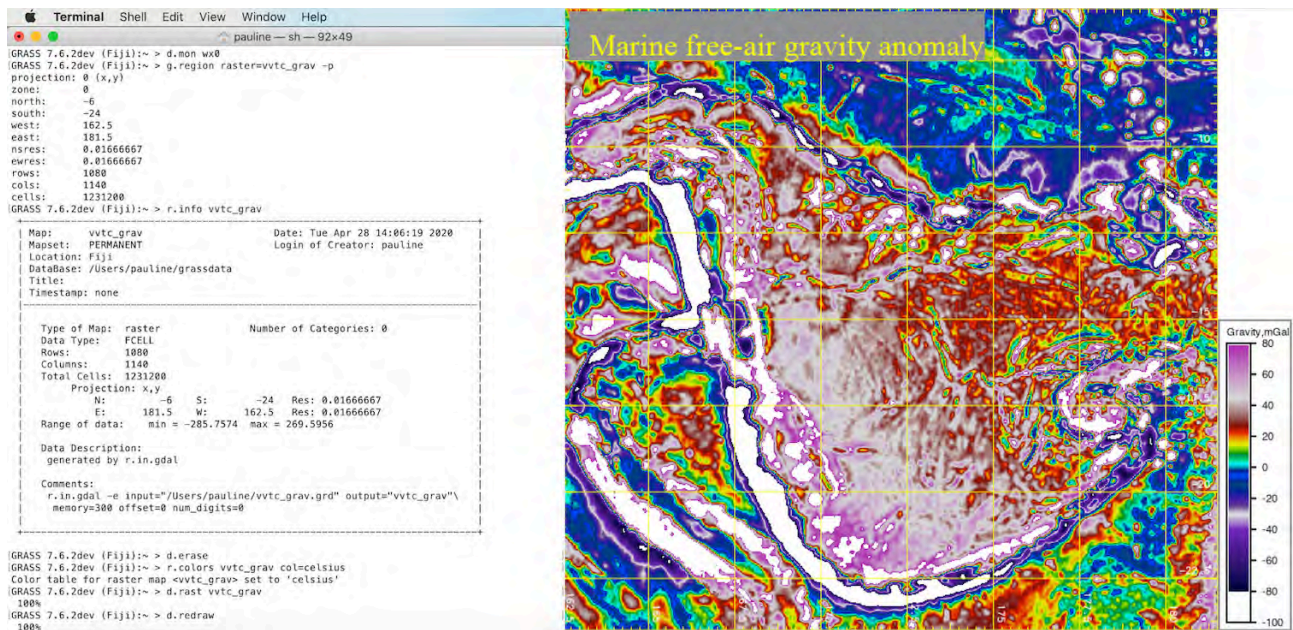 Terminal Shell Edit View Window Help
pauline — sh — 92×49
GRASS 7.6.2dev (Fiji):~ > d.mon wx0
GRASS 7.6.2dev (Fiji):~ > g.region raster=vvtc_grav -p
projection: 0 (x,y)
zone: 0
north: -6
south: -24
west: 162.5
east: 181.5
nsres: 0.01666667
ewres: 0.01666667
rows: 1080
cols: 1140
cells: 1231200
GRASS 7.6.2dev (Fiji):~ > r.info vvtc_grav
Map: vvtc_grav Date: Tue Apr 28 14:06:19 2020
Mapset: PERMANENT Login of Creator: pauline
Location: Fiji
DataBase: /Users/pauline/grassdata
Title:
Timestamp: none
Type of Map: raster Number of Categories: 0
Data Type: FCELL
Rows: 1080
Columns: 1140
Total Cells: 1231200
Projection: x,y
N: -6 S: -24 Res: 0.01666667
E: 181.5 W: 162.5 Res: 0.01666667
Range of data: min = -285.7574 max = 269.5956
Data Description:
generated by r.in.gdal
Comments:
r.in.gdal -e input="/Users/pauline/vvtc_grav.grd" output="vvtc_grav"\
memory=300 offset=0 num_digits=0
GRASS 7.6.2dev (Fiji):~ > d.erase
GRASS 7.6.2dev (Fiji):~ > r.colors vvtc_grav col=celsius
Color table for raster map <vvtc_grav> set to 'celsius'
GRASS 7.6.2dev (Fiji):~ > d.rast vvtc_grav
100%
GRASS 7.6.2dev (Fiji):~ > d.redraw
100%
Marine free-air gravity anomaly
-7.5
-10
-15
175
Gravity,mGal
80
60
40
20
0
-20
-40
-60
-80
-100